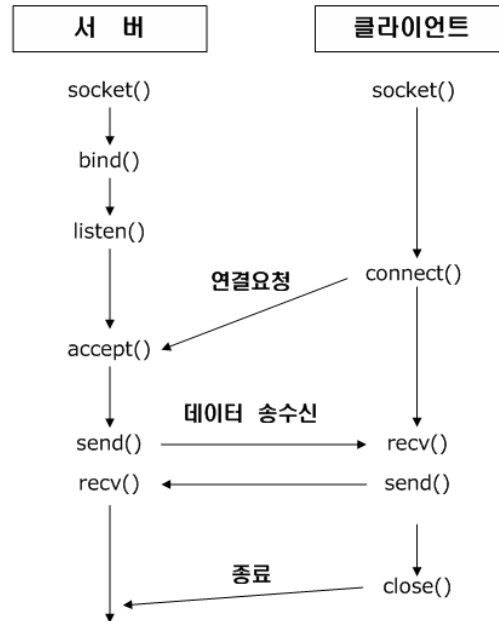 서 버
클라이언트
socket()
socket()
bind()
listen()
연결요청
connect()
accept()
데이터 송수신
send()
recv()
recv()
send()
종료
close()